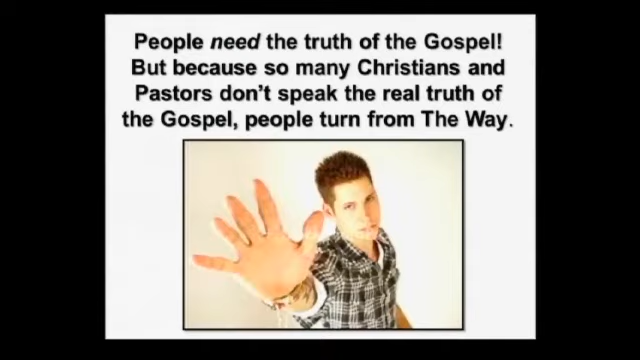 People need the truth of the Gospel!
But because so many Christians and
Pastors don't speak the real truth of
the Gospel, people turn from The Way.